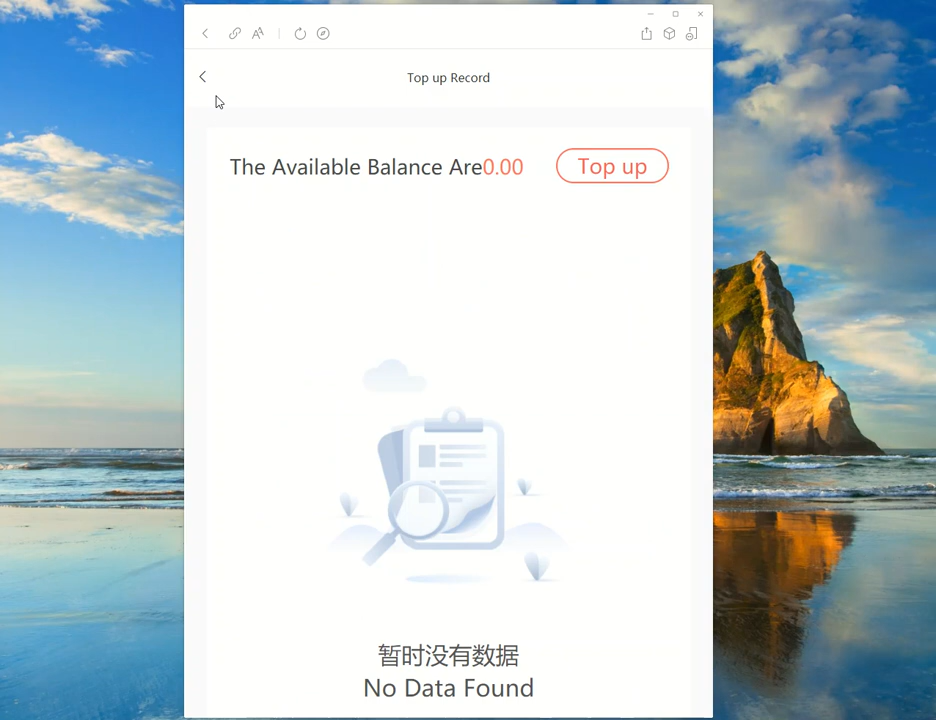 Top up Record
The Available Balance Are0.00
Top up
暂时没有数据
No Data Found